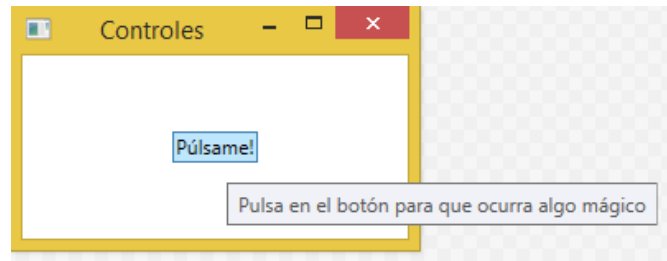 Controles
Púlsame!
Pulsa en el botón para que ocurra algo mágico